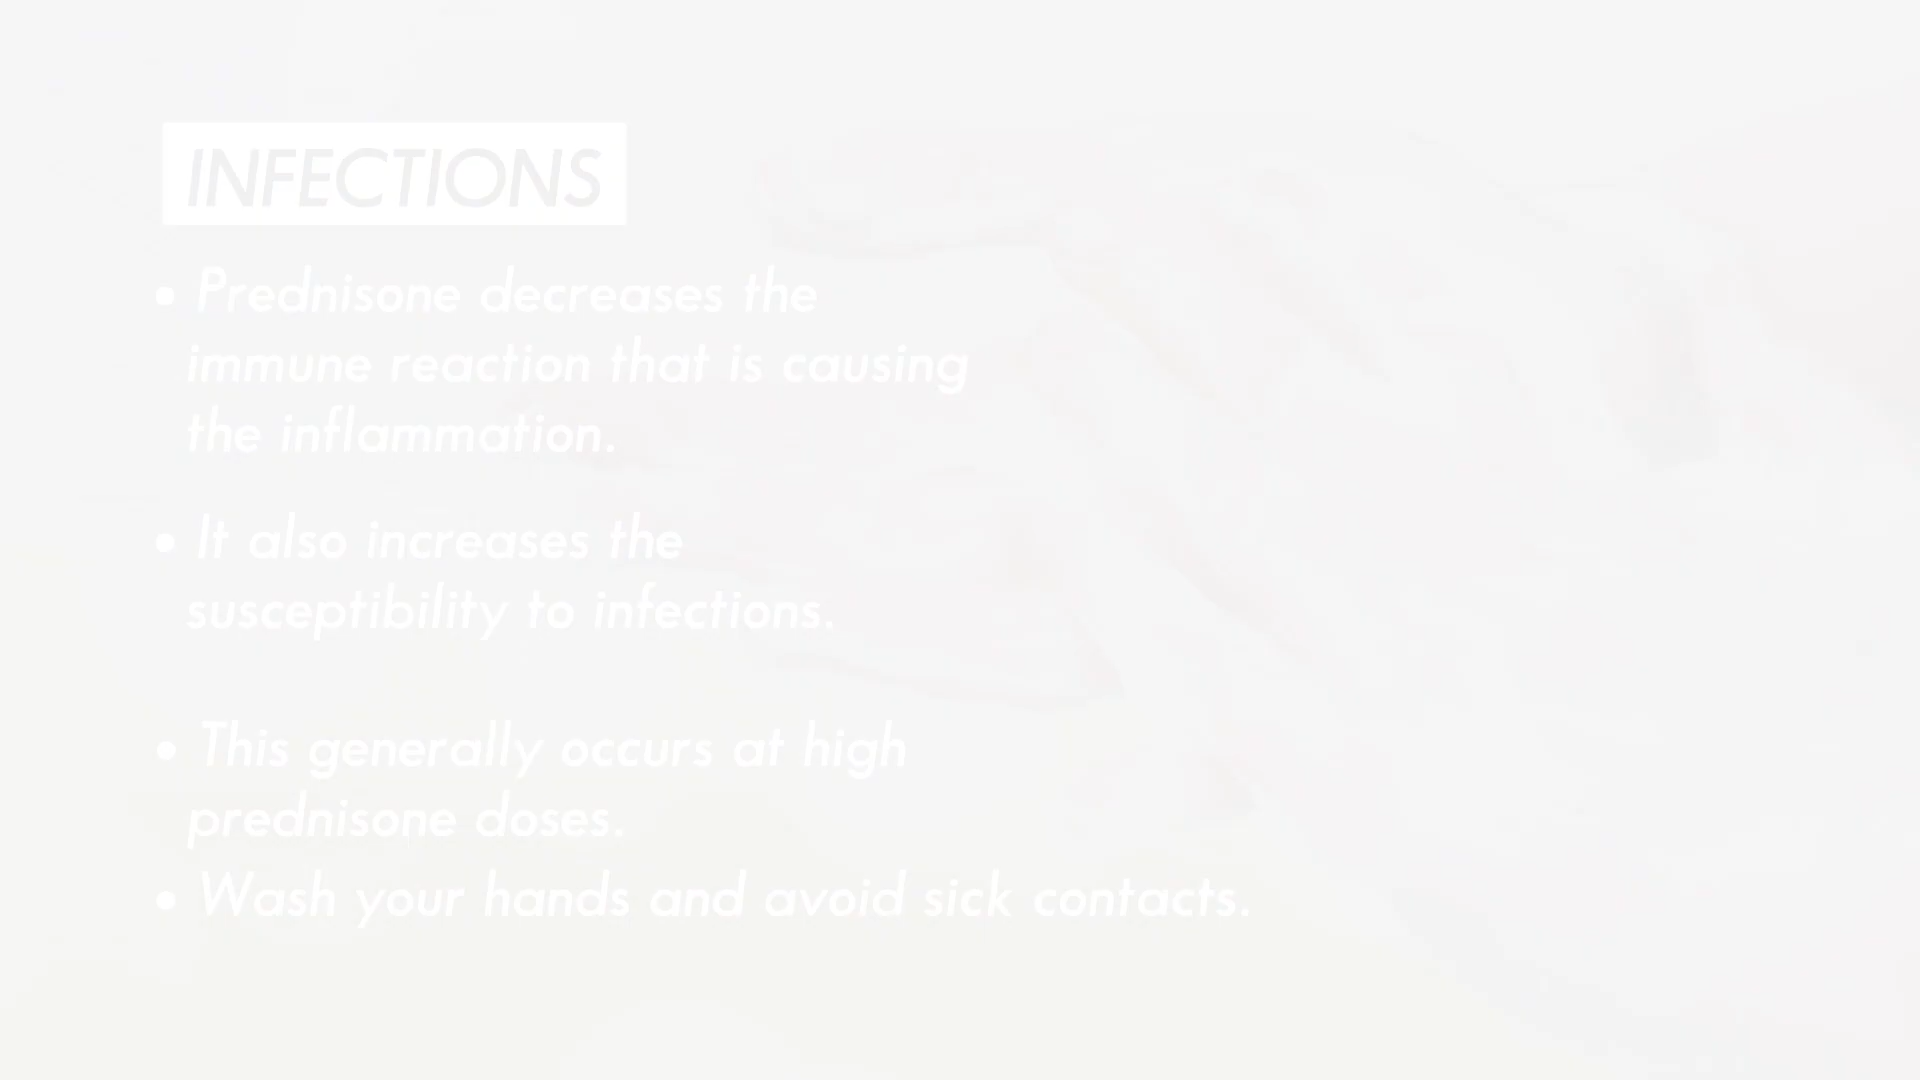 INFECTIONS
• Prednisone decreases the
immune reaction that is causing
the inflammation.
• It also increases the
susceptibility to infections.
• This generally occurs at high
prednisone doses.
• Wash your hands and avoid sick contacts.